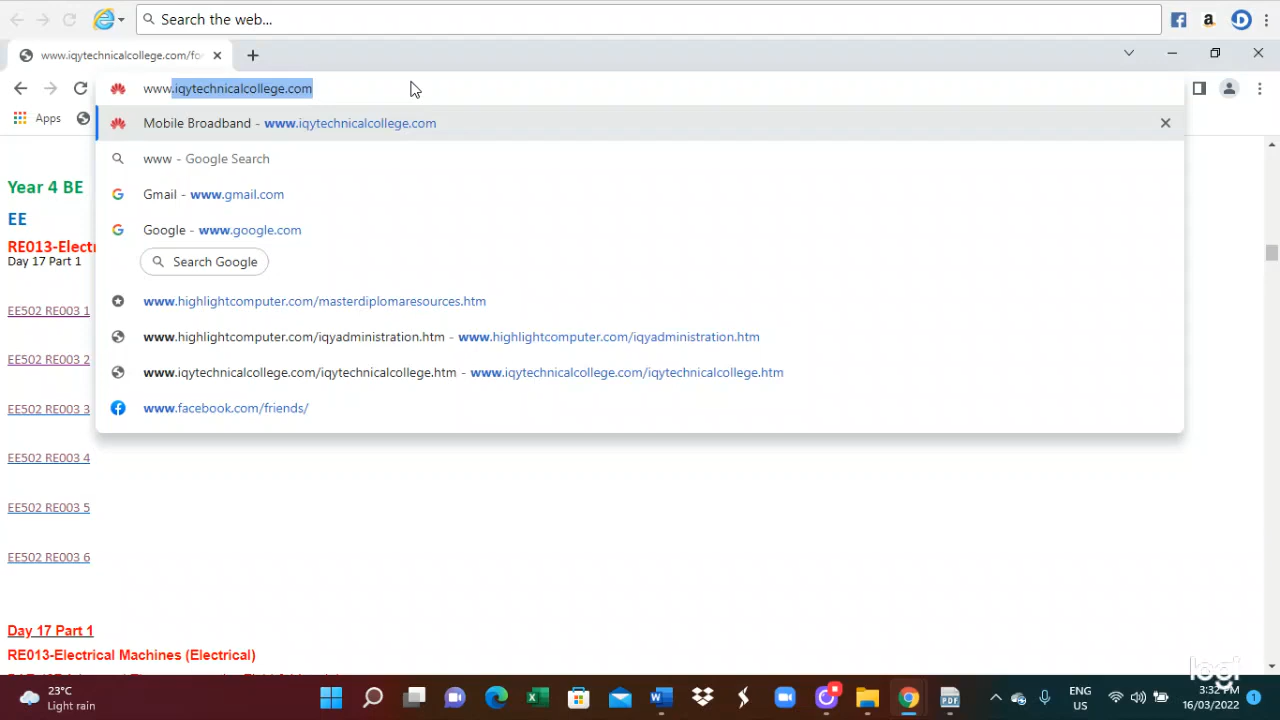 Search the web...
www.iqytechnicalcollege.com/fo
www.iqytechnicalcollege.com
Apps
Mobile Broadband - www.iqytechnicalcollege.com
www - Google Search
Gmail - www.gmail.com
Google - www.google.com
Search Google
www.highlightcomputer.com/masterdiplomaresources.htm
www.highlightcomputer.com/iqyadministration.htm - www.highlightcomputer.com/iqyadministration.htm
www.iqytechnicalcollege.com/iqytechnicalcollege.htm - www.iqytechnicalcollege.com/iqytechnicalcollege.htm
www.facebook.com/friends/
Year 4 BE
EE
RE013-Electr
Day 17 Part 1
EE502 RE003 1
EE502 RE003 2
EE502 RE003 3
EE502 RE003 4
EE502 RE003 5
EE502 RE003 6
Day 17 Part 1
RE013-Electrical Machines (Electrical)
logi
23°C
Light rain
ENG
US
3:32 PM
16/03/2022
1